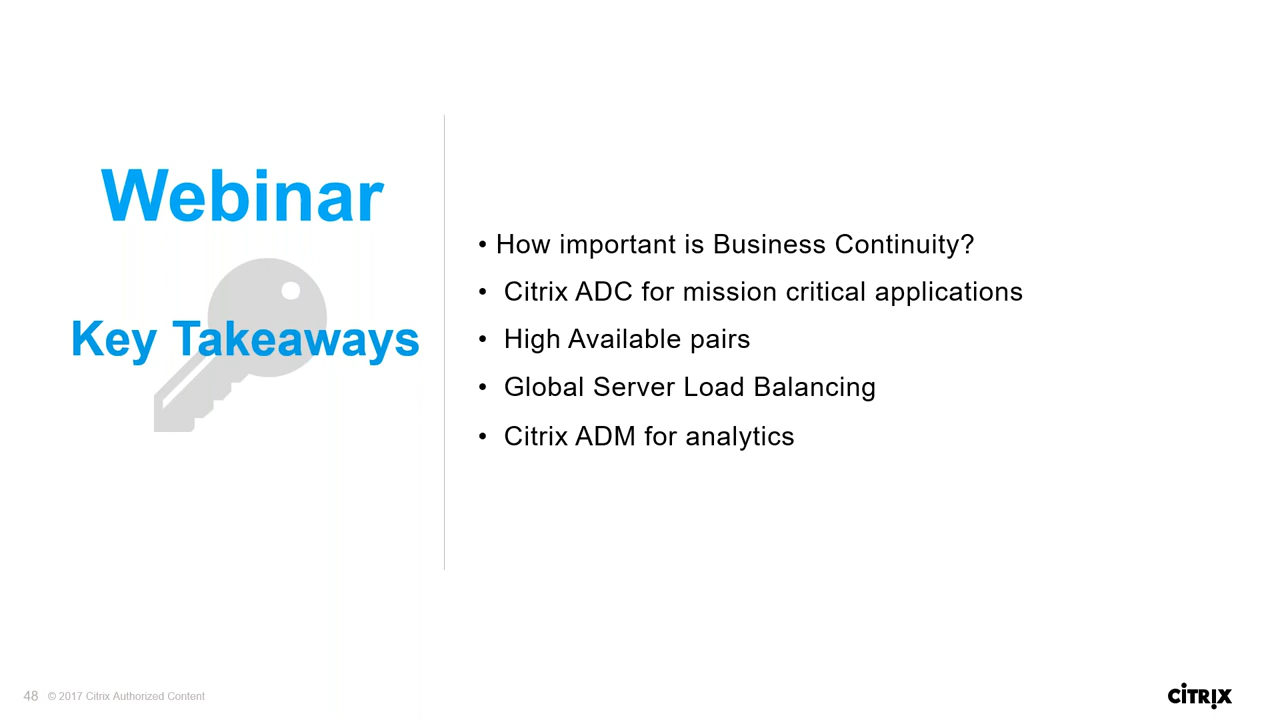 Webinar
Key Takeaways
• How important is Business Continuity?
• Citrix ADC for mission critical applications
• High Available pairs
• Global Server Load Balancing
• Citrix ADM for analytics
48 © 2017 Citrix Authorized Content
CITRIX